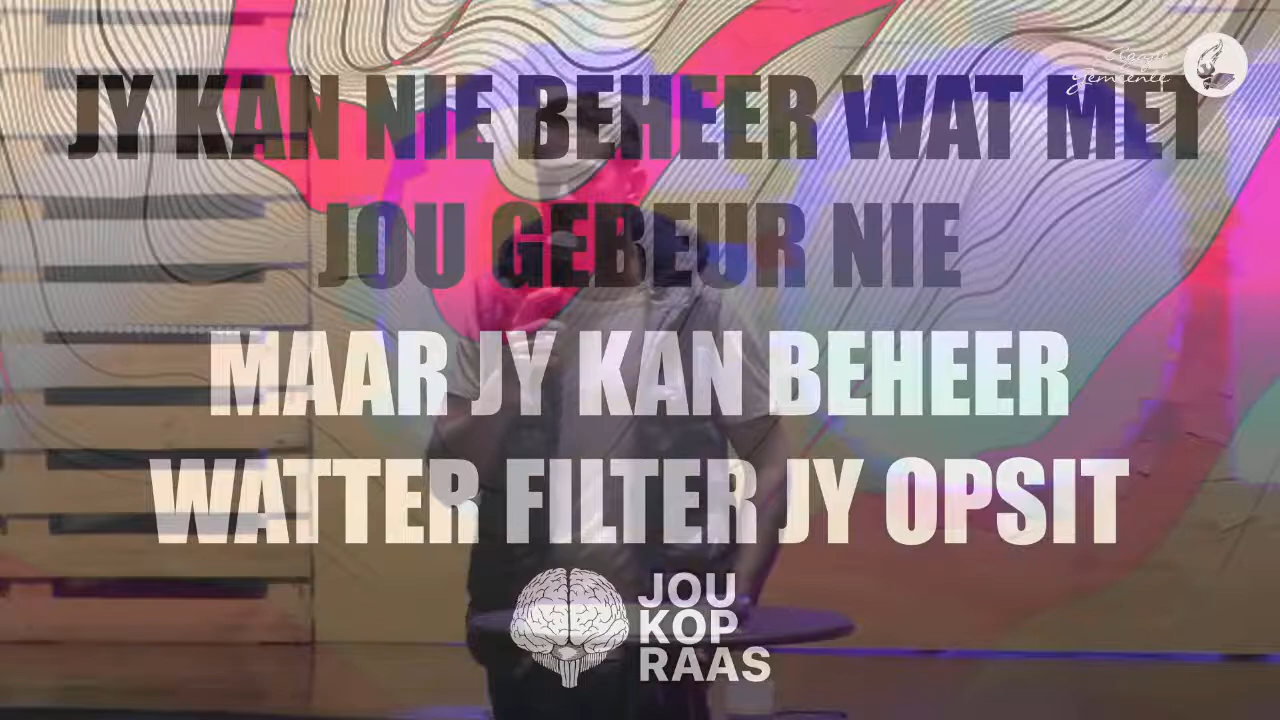 Gemeente
JY KAN NIE BEHEER WAT MET
JOU GEBEUR NIE
MAAR JY KAN BEHEER
WATTER FILTER JY OPSIT
JOU
KOP
RAAS